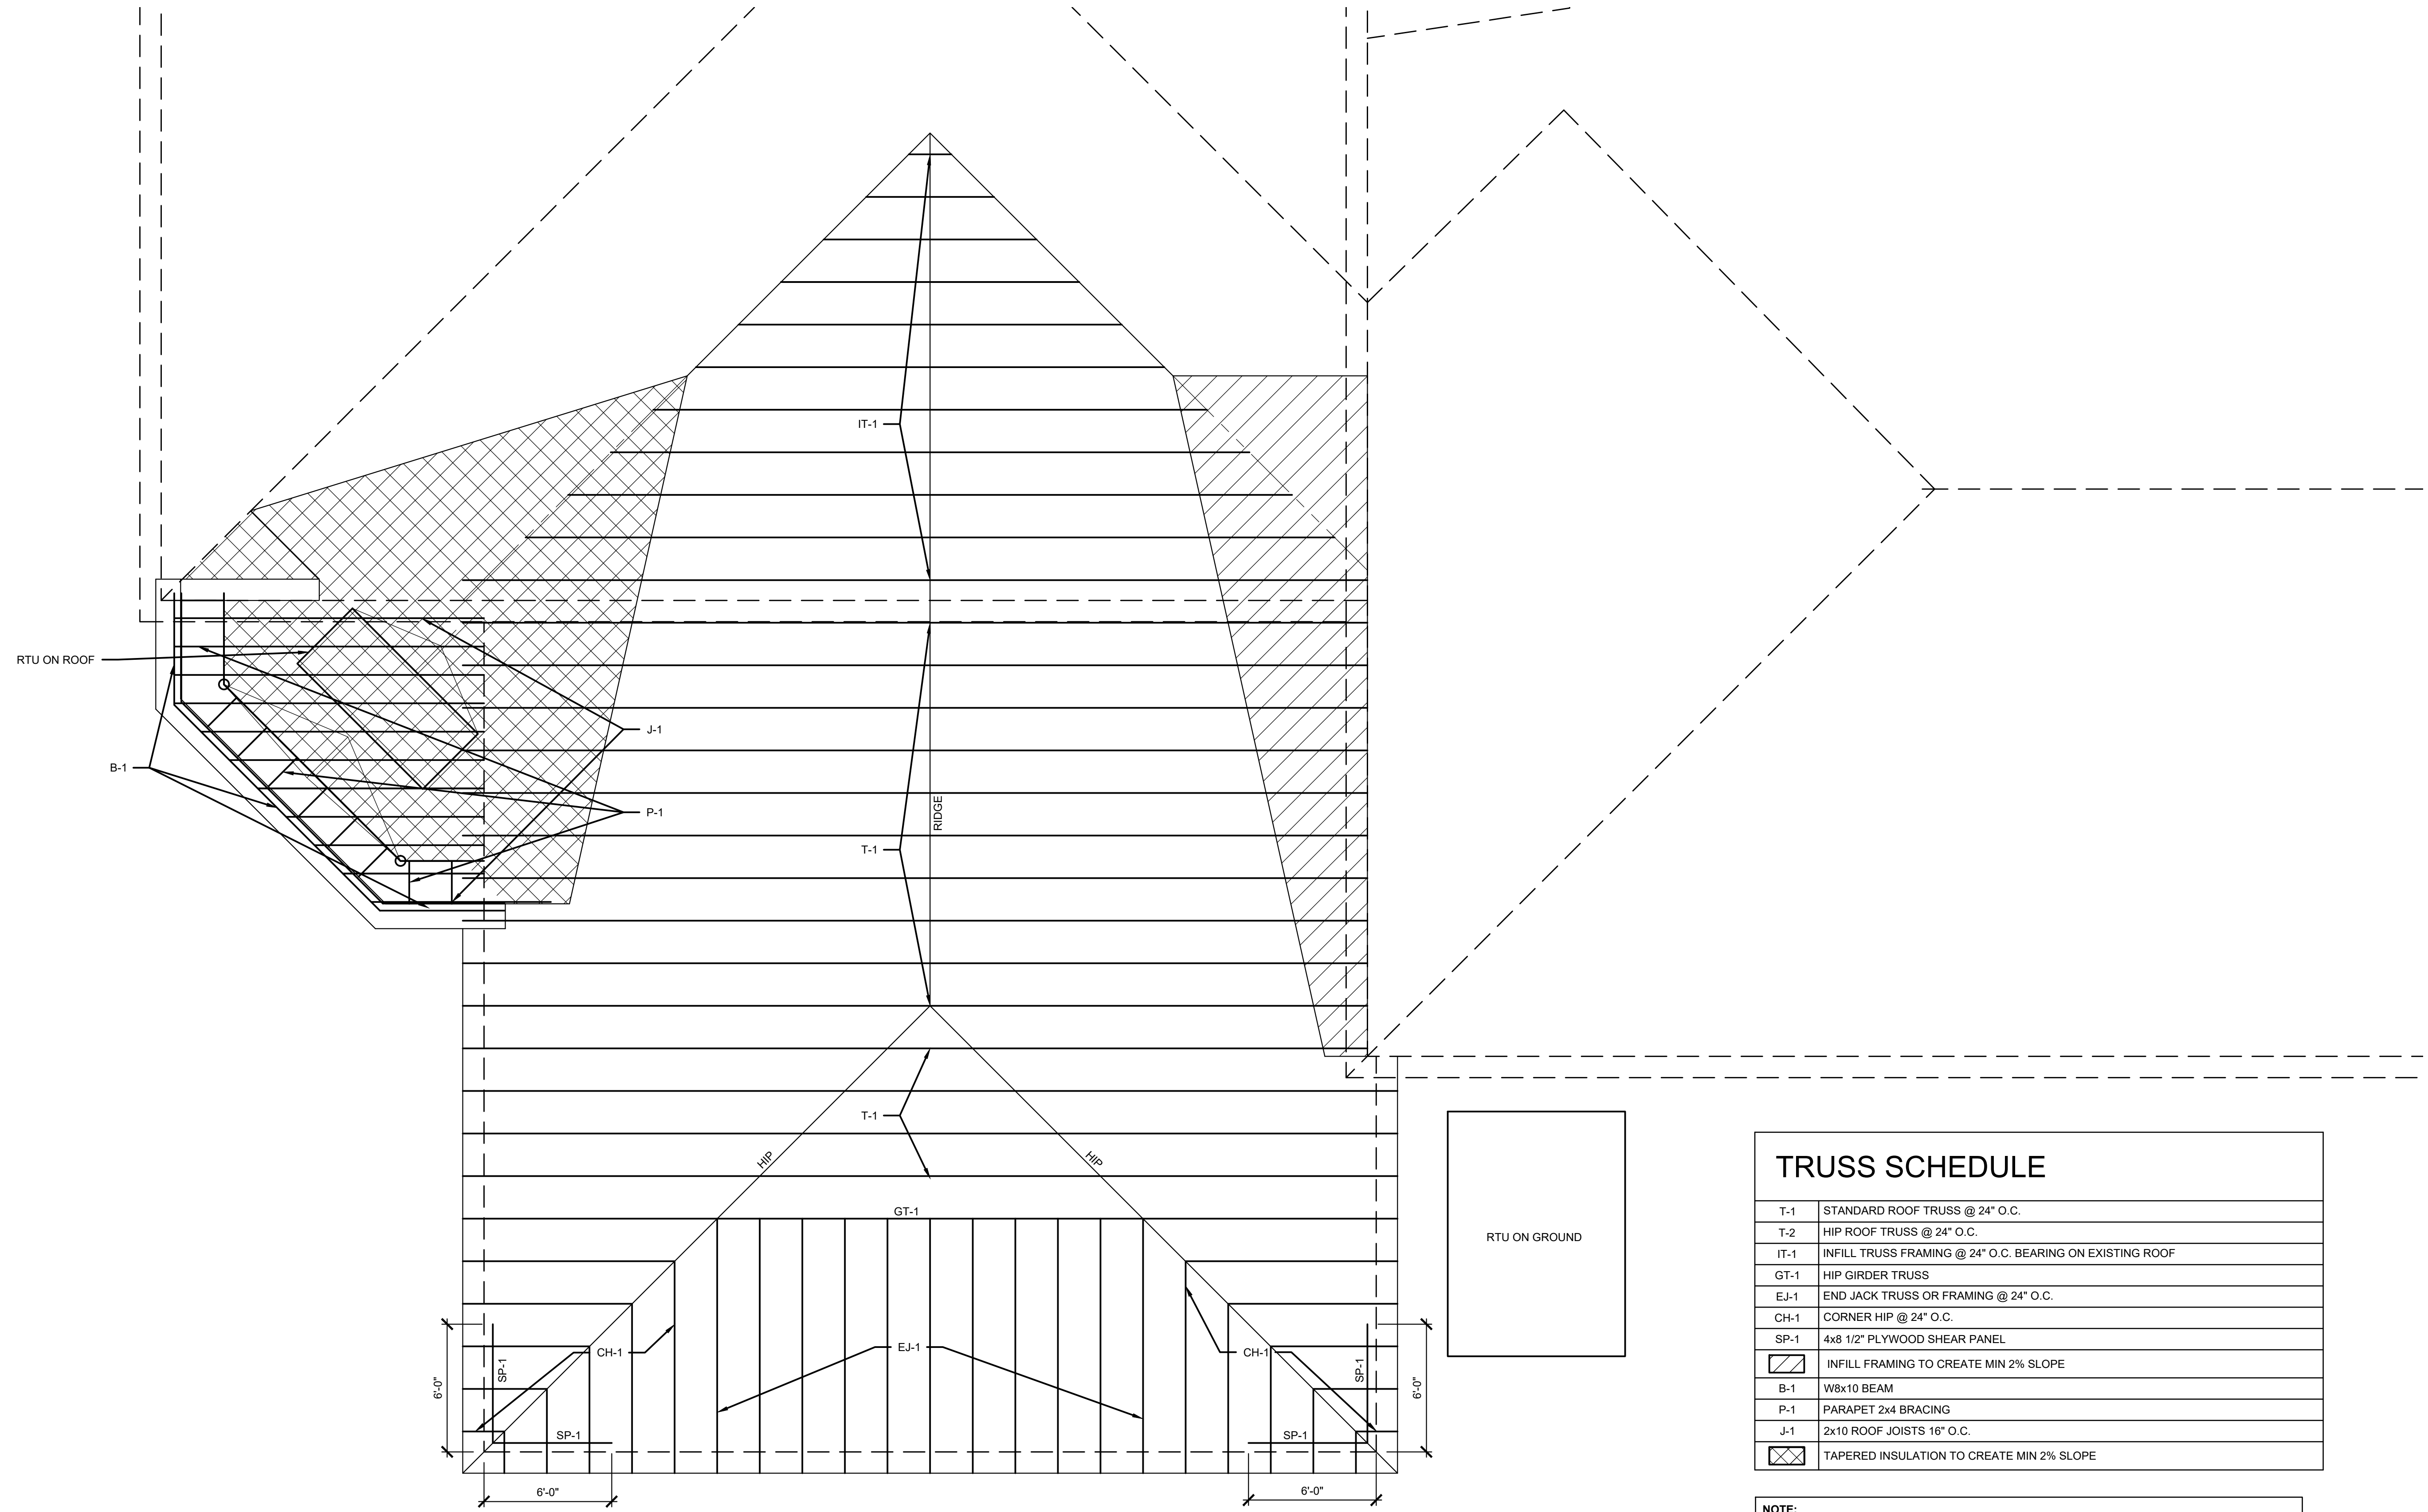 IT-1
RTU ON ROOF
J-1
B-1
P-1
RIDGE
T-1
T-1
HIP
HIP
GT-1
RTU ON GROUND
EJ-1
CH-1
CH-1
SP-1
SP-1
6'-0"
6'-0"
SP-1
SP-1
6'-0"
6'-0"
TRUSS SCHEDULE
T-1 STANDARD ROOF TRUSS @ 24" O.C.
T-2 HIP ROOF TRUSS @ 24" O.C.
IT-1 INFILL TRUSS FRAMING @ 24" O.C. BEARING ON EXISTING ROOF
GT-1 HIP GIRDER TRUSS
EJ-1 END JACK TRUSS OR FRAMING @ 24" O.C.
CH-1 CORNER HIP @ 24" O.C.
SP-1 4x8 1/2" PLYWOOD SHEAR PANEL
INFILL FRAMING TO CREATE MIN 2% SLOPE
B-1 W8x10 BEAM
P-1 PARAPET 2x4 BRACING
J-1 2x10 ROOF JOISTS 16" O.C.
TAPERED INSULATION TO CREATE MIN 2% SLOPE
NOTE: